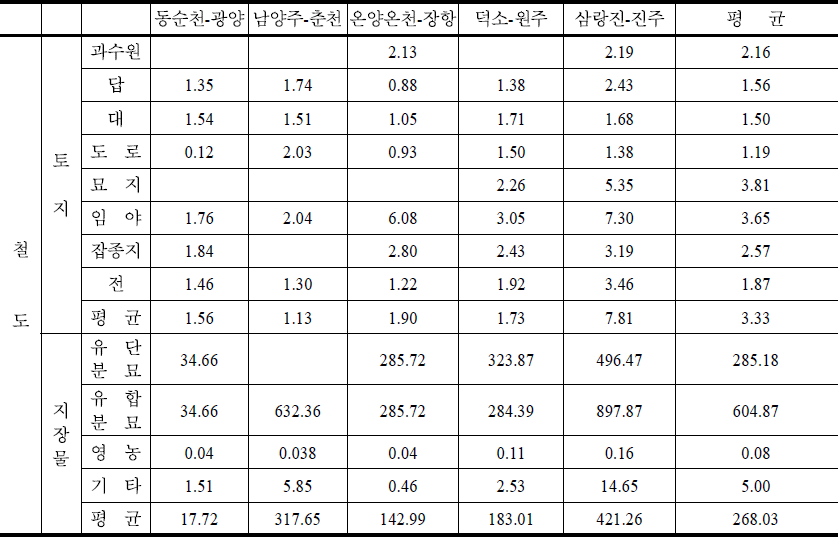 동순천-광양 남양주-춘천 온양온천-장항 덕소-원주 삼랑진-진주 평 균
철 도
토 지
과수원 2.13 2.19 2.16
답 1.35 1.74 0.88 1.38 2.43 1.56
대 1.54 1.51 1.05 1.71 1.68 1.50
도 로 0.12 2.03 0.93 1.50 1.38 1.19
묘 지 2.26 5.35 3.81
임 야 1.76 2.04 6.08 3.05 7.30 3.65
잡종지 1.84 2.80 2.43 3.19 2.57
전 1.46 1.30 1.22 1.92 3.46 1.87
평 균 1.56 1.13 1.90 1.73 7.81 3.33
지장물
유 단
분 묘 34.66 285.72 323.87 496.47 285.18
유 합
분 묘 34.66 632.36 285.72 284.39 897.87 604.87
영 농 0.04 0.038 0.04 0.11 0.16 0.08
기 타 1.51 5.85 0.46 2.53 14.65 5.00
평 균 17.72 317.65 142.99 183.01 421.26 268.03